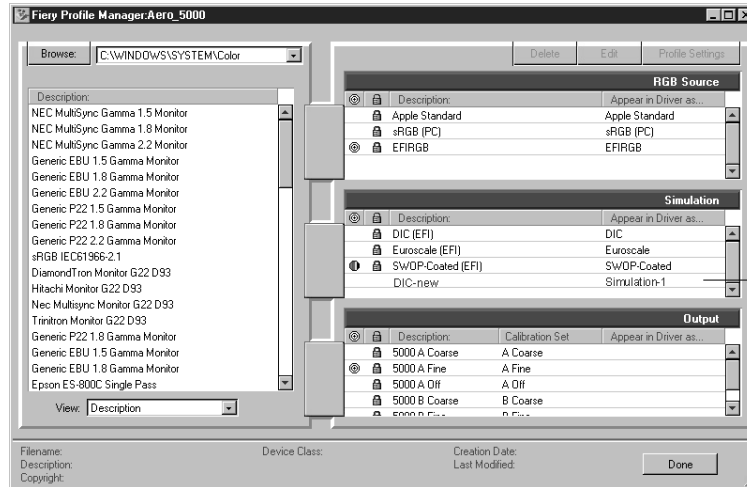 Fiery Profile Manager:Aero_5000
Browse: C:\WINDOWS\SYSTEM\Color
Delete Edit Profile Settings
Description:
NEC MultiSync Gamma 1.5 Monitor
NEC MultiSync Gamma 1.8 Monitor
NEC MultiSync Gamma 2.2 Monitor
Generic EBU 1.5 Gamma Monitor
Generic EBU 1.8 Gamma Monitor
Generic EBU 2.2 Gamma Monitor
Generic P22 1.5 Gamma Monitor
Generic P22 1.8 Gamma Monitor
Generic P22 2.2 Gamma Monitor
sRGB IEC61966-2.1
DiamondTron Monitor G22 D93
Hitachi Monitor G22 D93
Nec Multisync Monitor G22 D93
Trinitron Monitor G22 D93
Generic P22 1.8 Gamma Monitor
Generic EBU 1.5 Gamma Monitor
Generic EBU 1.8 Gamma Monitor
Epson ES-800C Single Pass
View: Description
RGB Source
Description: Appear in Driver as...
Apple Standard Apple Standard
sRGB (PC) sRGB (PC)
EFIRGB EFIRGB
Simulation
Description: Appear in Driver as...
DIC (EFI) DIC
Euroscale (EFI) Euroscale
SWOP-Coated (EFI) SWOP-Coated
DIC-new Simulation-1
Output
Description: Calibration Set Appear in Driver as...
5000 A Coarse A Coarse
5000 A Fine A Fine
5000 A Off A Off
5000 B Coarse B Coarse
5000 B Fine B Fine
Filename: Device Class: Creation Date:
Description: Last Modified:
Copyright:
Done